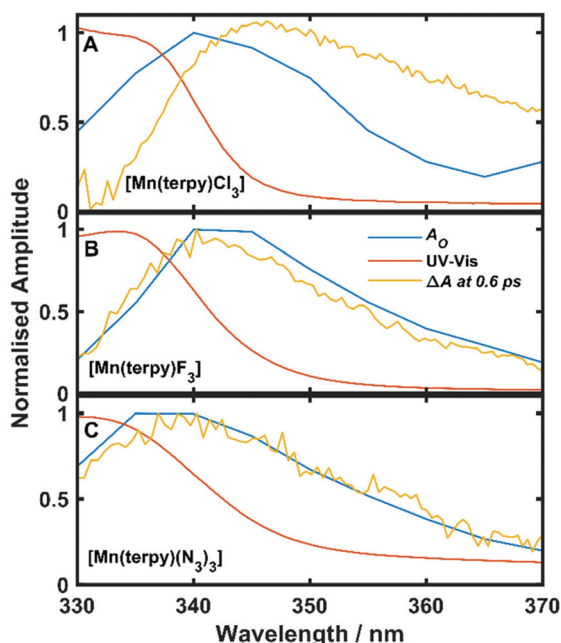 A
1
0.5
[Mn(terpy)Cl₃]
0
B
1
A_O
UV-Vis
ΔA at 0.6 ps
0.5
[Mn(terpy)F₃]
0
C
1
0.5
[Mn(terpy)(N₃)₃]
0
330 340 350 360 370
Wavelength / nm
Normalised Amplitude